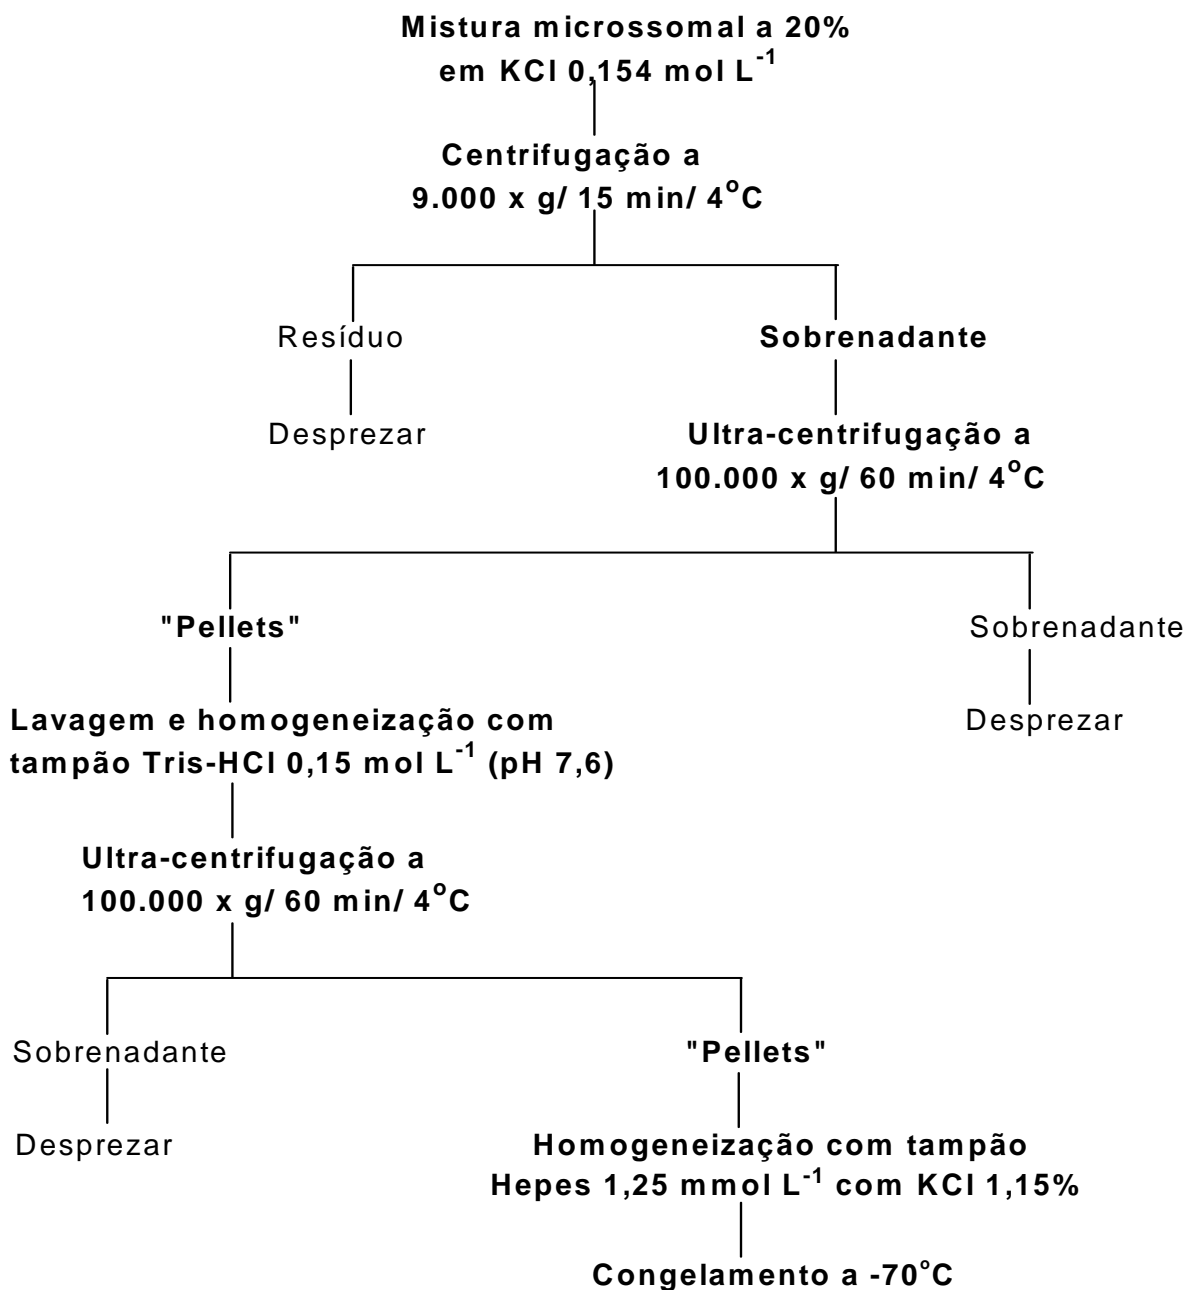 Mistura microssomal a 20%
em KCl 0,154 mol L⁻¹
Centrifugação a
9.000 x g/ 15 min/ 4°C
Resíduo
Sobrenadante
Desprezar
Ultra-centrifugação a
100.000 x g/ 60 min/ 4°C
"Pellets"
Sobrenadante
Lavagem e homogeneização com
tampão Tris-HCl 0,15 mol L⁻¹ (pH 7,6)
Desprezar
Ultra-centrifugação a
100.000 x g/ 60 min/ 4°C
Sobrenadante
"Pellets"
Desprezar
Homogeneização com tampão
Hepes 1,25 mmol L⁻¹ com KCl 1,15%
Congelamento a -70°C